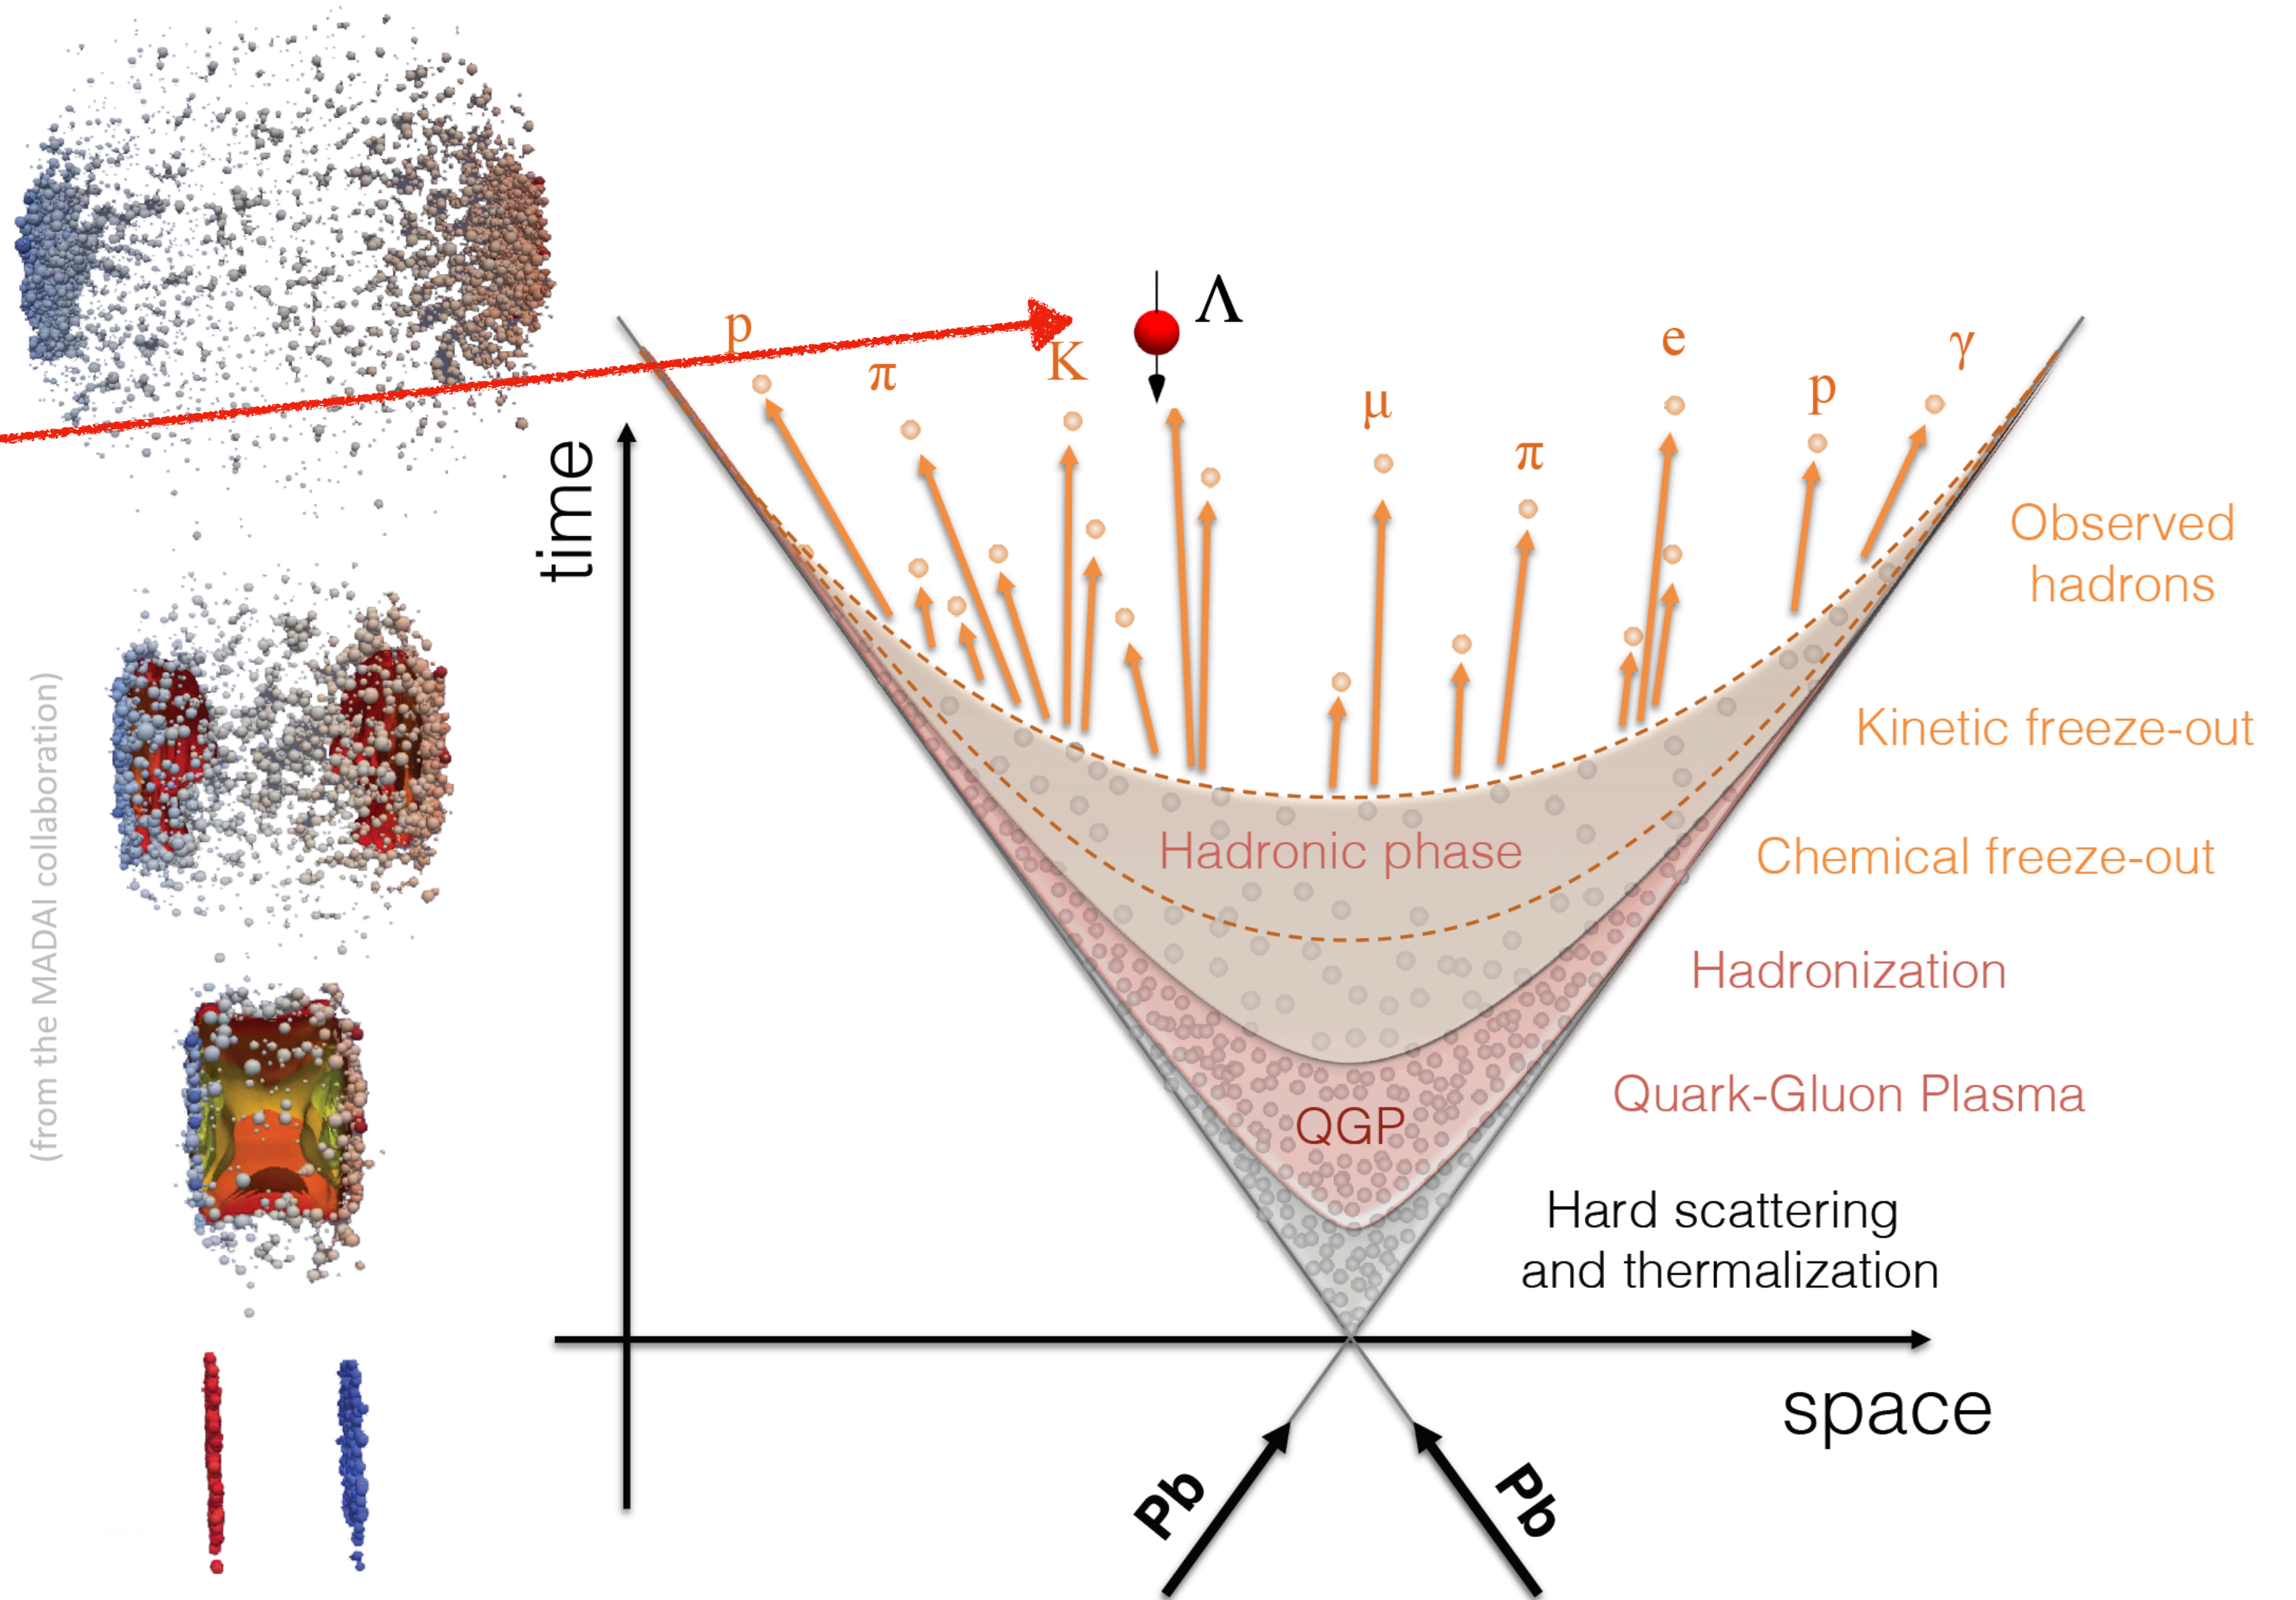 Λ
p
π
K
μ
π
e
p
γ
time
Observed
hadrons
Kinetic freeze-out
Hadronic phase
Chemical freeze-out
Hadronization
QGP
Quark-Gluon Plasma
Hard scattering
and thermalization
space
Pb
Pb
(from the MADAI collaboration)